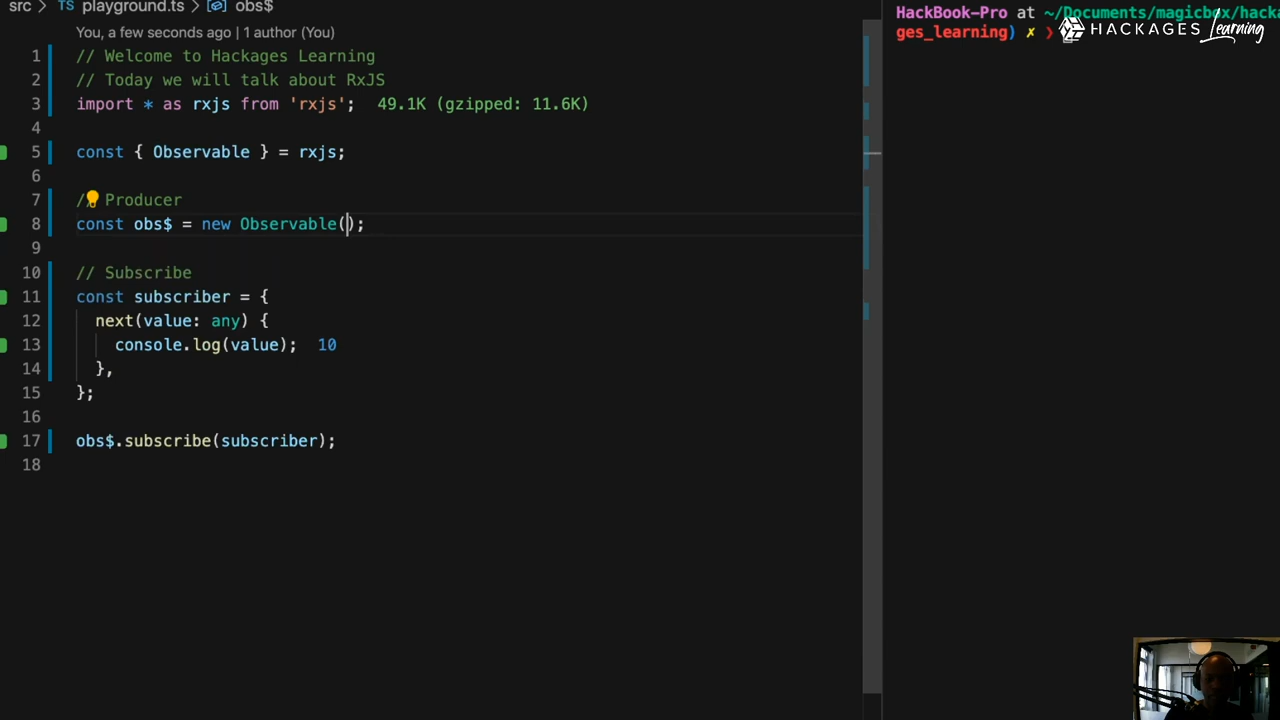 src > TS playground.ts > obs$
You, a few seconds ago | 1 author (You)
1 // Welcome to Hackages Learning
2 // Today we will talk about RxJS
3 import * as rxjs from 'rxjs'; 49.1K (gzipped: 11.6K)
4
5 const { Observable } = rxjs;
6
7 // Producer
8 const obs$ = new Observable();
9
10 // Subscribe
11 const subscriber = {
12 next(value: any) {
13 console.log(value); 10
14 },
15 };
16
17 obs$.subscribe(subscriber);
18
HackBook-Pro at ~/Documents/magicbox/hacka
ges_learning) ✗ ❯
HACKAGES Learning